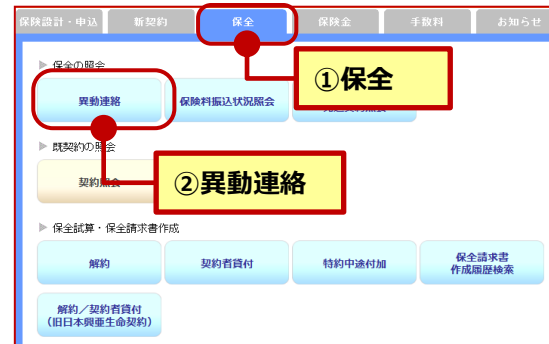 保険設計・申込 新契約 保全 保険金 手数料 お知らせ
保全の照会
①保全
異動連絡 保険料振込状況照会
既契約の照会
②異動連絡
契約照会
保全試算・保全請求書作成
解約 契約者貸付 特約中途付加 保全請求書
作成履歴検索
解約／契約者貸付
(旧日本興亜生命契約)